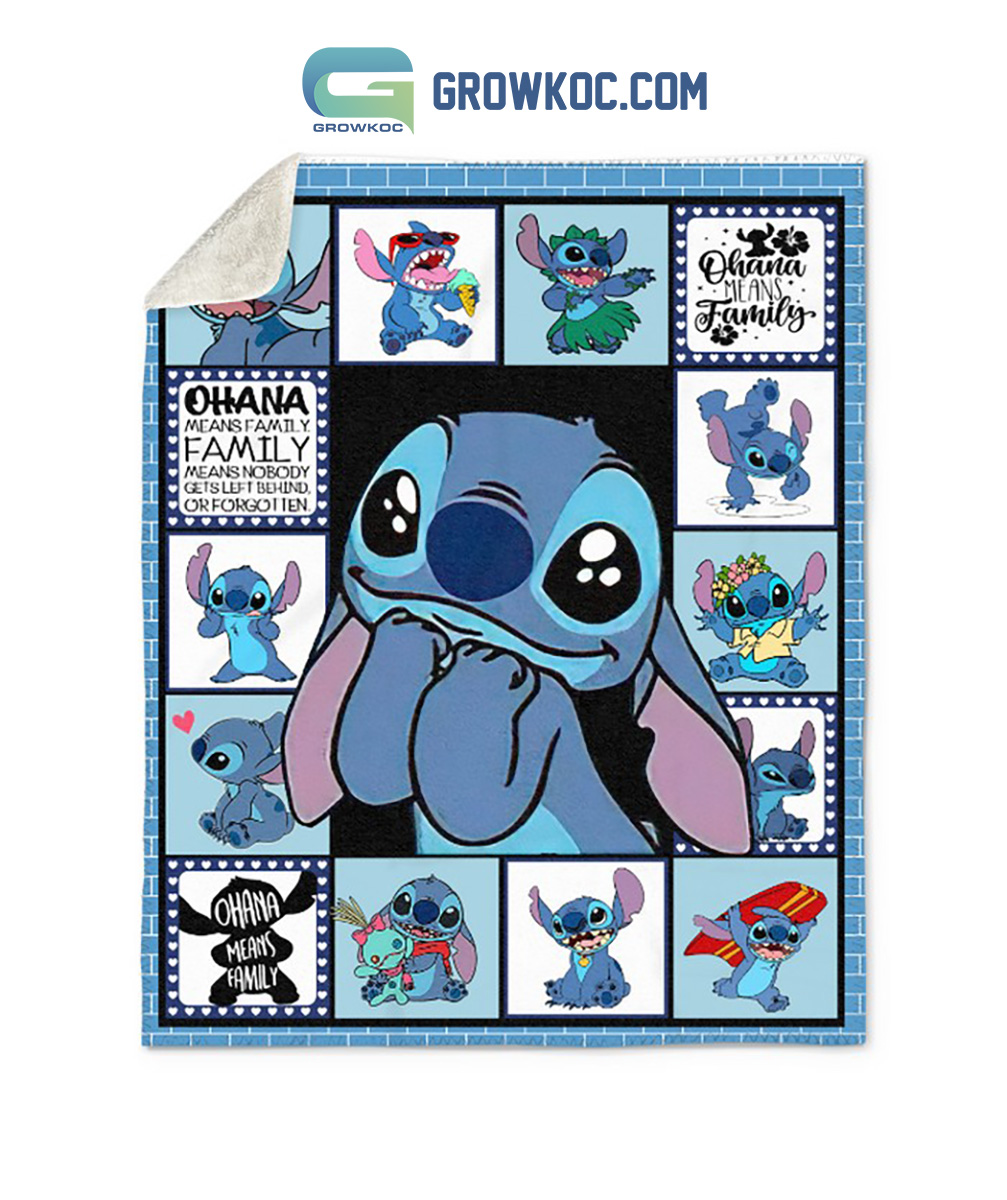 GROWKOC
GROWKOC.COM
Ohana
MEANS
Family
OHANA
MEANS FAMILY.
FAMILY
MEANS NOBODY
GETS LEFT BEHIND,
OR FORGOTTEN.
OHANA
MEANS
FAMILY